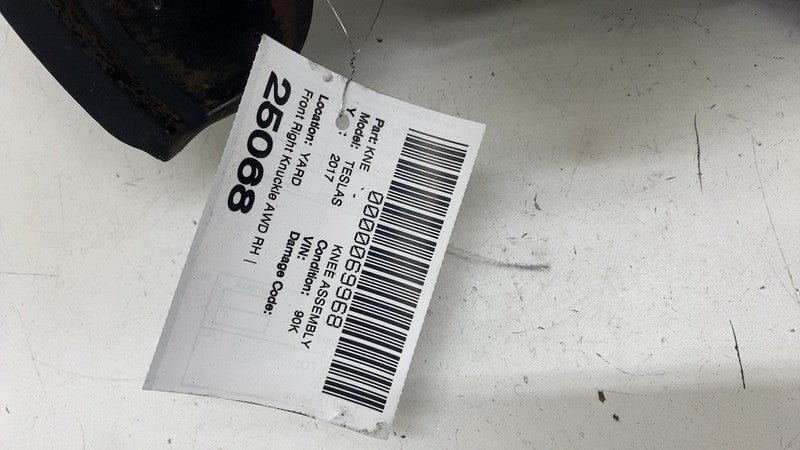 0000069968
Part: KNE - KNEE ASSEMBLY
Model: TESLAS Condition: 90K
Y : 2017 VIN:
Location: YARD Damage Code:
Front Right Knuckle AWD RH |
25068